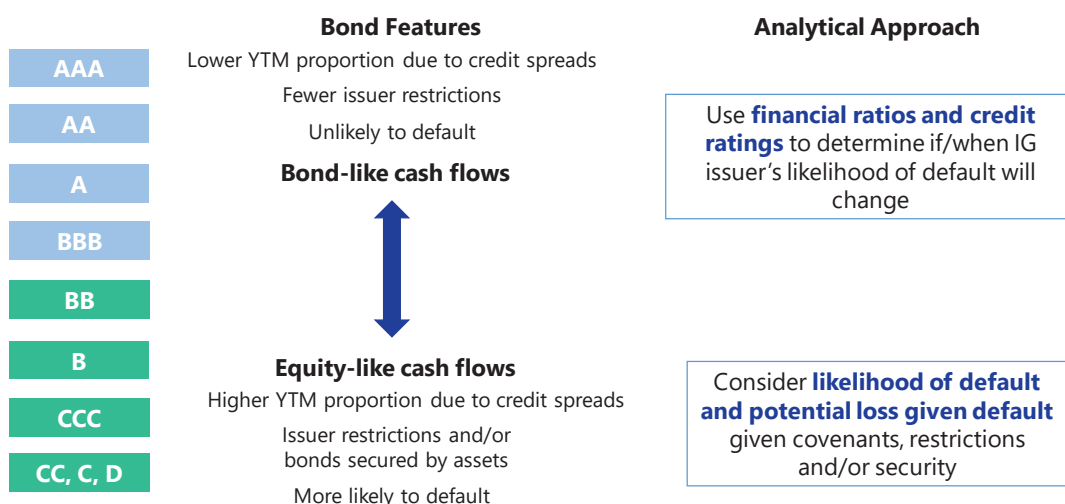 Bond Features
Analytical Approach
AAA
AA
A
BBB
BB
B
CCC
CC, C, D
Lower YTM proportion due to credit spreads
Fewer issuer restrictions
Unlikely to default
Bond-like cash flows
Equity-like cash flows
Higher YTM proportion due to credit spreads
Issuer restrictions and/or
bonds secured by assets
More likely to default
Use financial ratios and credit
ratings to determine if/when IG
issuer's likelihood of default will
change
Consider likelihood of default
and potential loss given default
given covenants, restrictions
and/or security